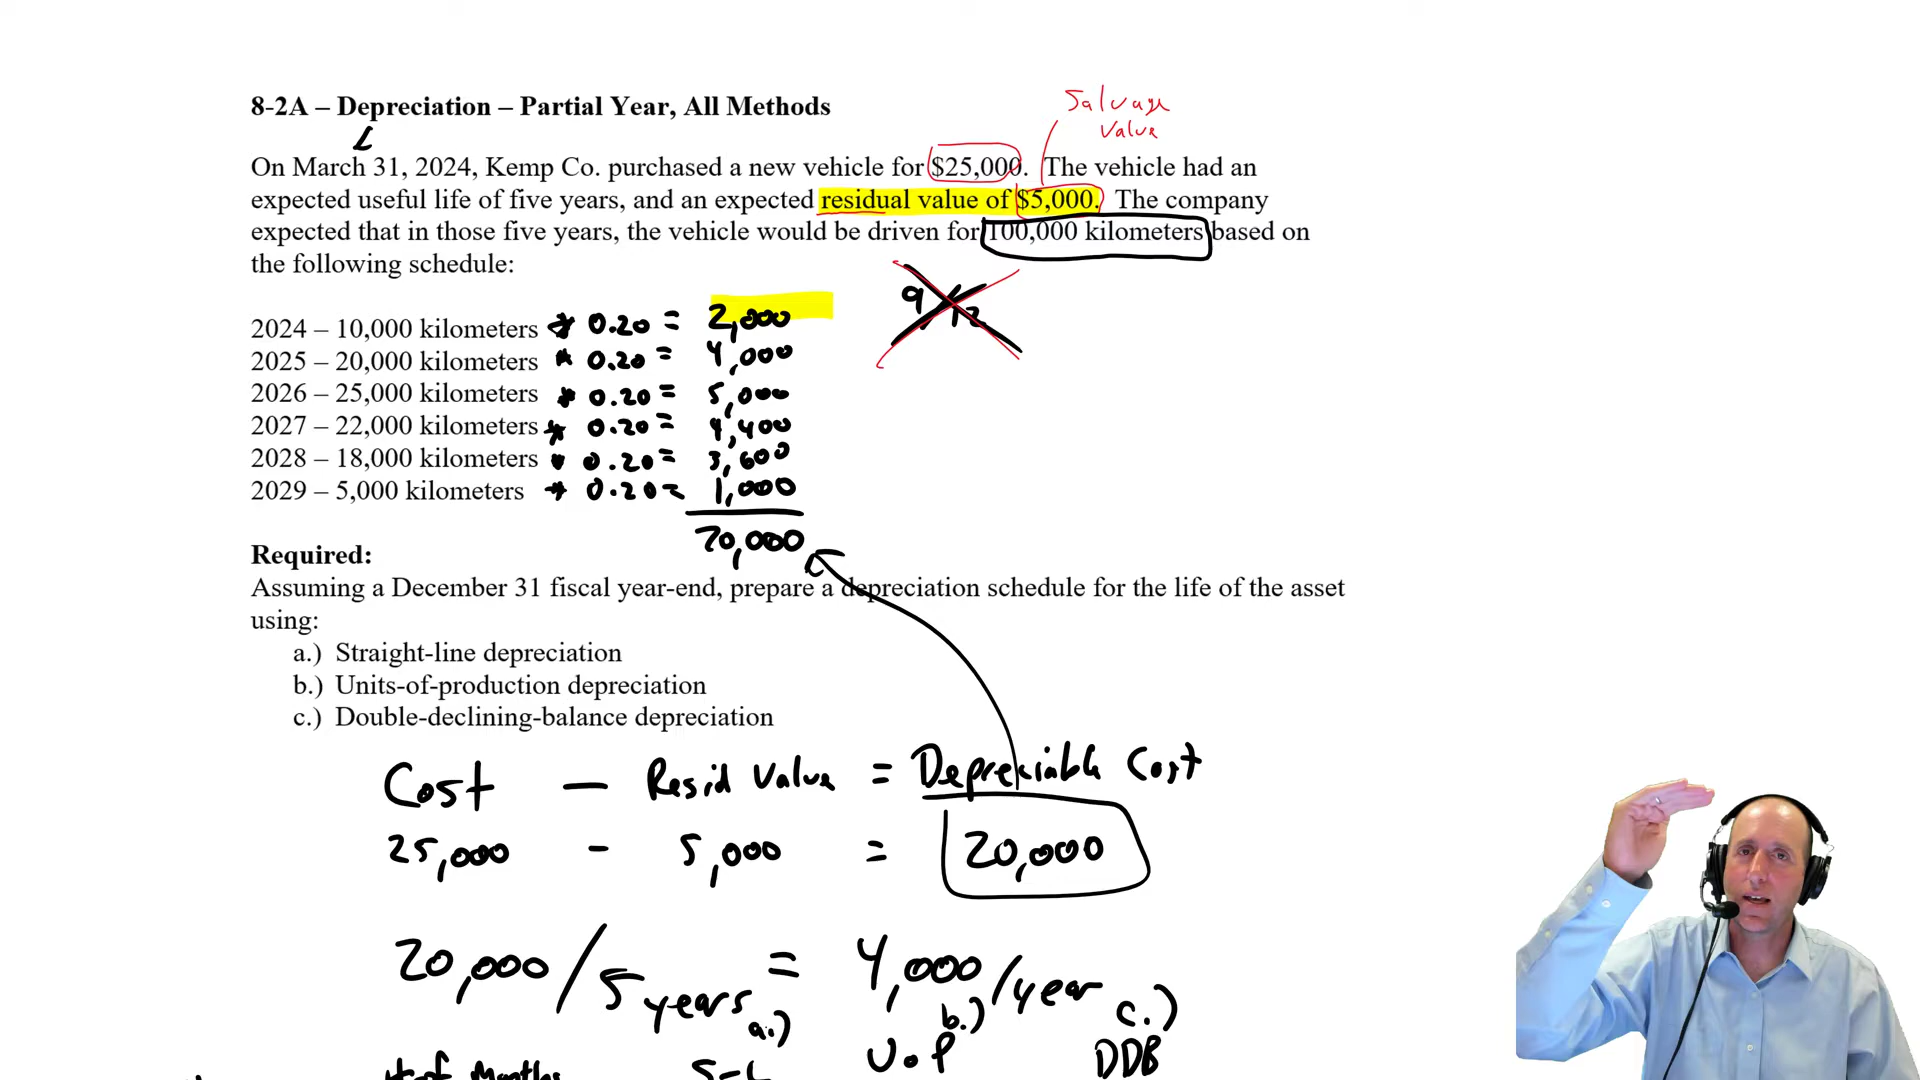 8-2A – Depreciation – Partial Year, All Methods
Salvage
Value
On March 31, 2024, Kemp Co. purchased a new vehicle for $25,000. The vehicle had an
expected useful life of five years, and an expected residual value of $5,000. The company
expected that in those five years, the vehicle would be driven for 100,000 kilometers based on
the following schedule:
9/12
2024 – 10,000 kilometers * 0.20 = 2,000
2025 – 20,000 kilometers * 0.20 = 4,000
2026 – 25,000 kilometers * 0.20 = 5,000
2027 – 22,000 kilometers * 0.20 = 4,400
2028 – 18,000 kilometers * 0.20 = 3,600
2029 – 5,000 kilometers * 0.20 = 1,000
20,000
Required:
Assuming a December 31 fiscal year-end, prepare a depreciation schedule for the life of the asset
using:
a.) Straight-line depreciation
b.) Units-of-production depreciation
c.) Double-declining-balance depreciation
Cost – Resid Value = Depreciable Cost
25,000 - 5,000 = 20,000
20,000 / 5 years = 4,000 / year
a.) b.) c.)
# of Months S-L U.o.P DDB